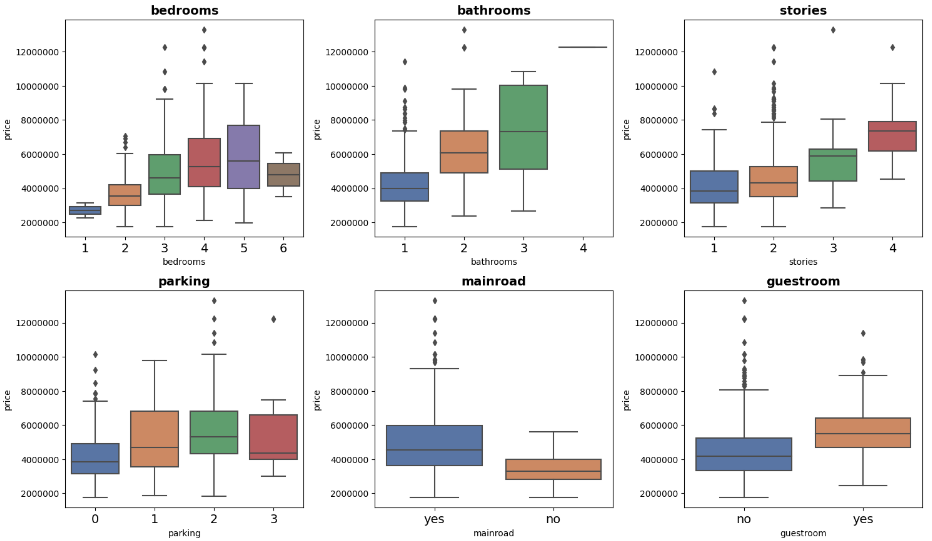 bedrooms
price
12000000
10000000
8000000
6000000
4000000
2000000
1 2 3 4 5 6
bedrooms
bathrooms
price
12000000
10000000
8000000
6000000
4000000
2000000
1 2 3 4
bathrooms
stories
price
12000000
10000000
8000000
6000000
4000000
2000000
1 2 3 4
stories
parking
price
12000000
10000000
8000000
6000000
4000000
2000000
0 1 2 3
parking
mainroad
price
12000000
10000000
8000000
6000000
4000000
2000000
yes no
mainroad
guestroom
price
12000000
10000000
8000000
6000000
4000000
2000000
no yes
guestroom